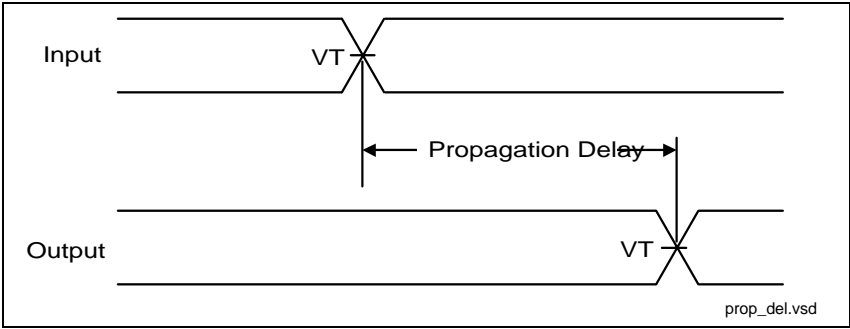 Input
VT
Propagation Delay
Output
VT
prop_del.vsd